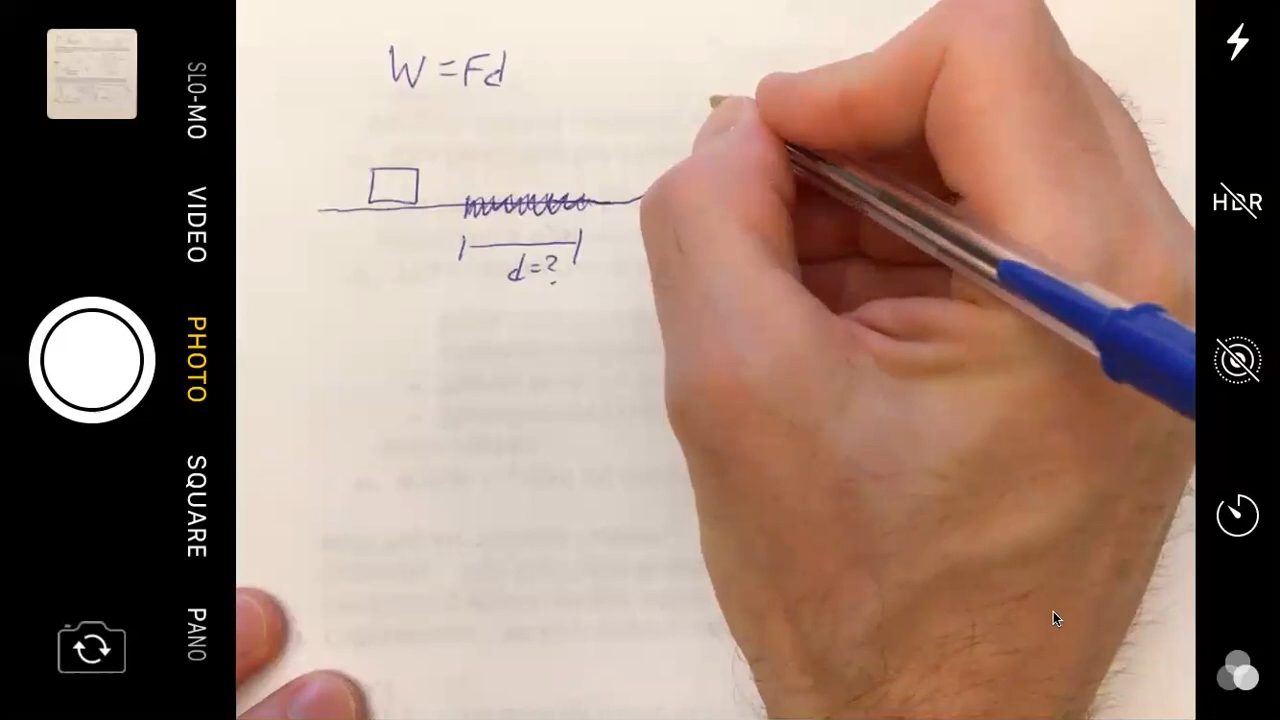 W = Fd
d = ?
SLO-MO
VIDEO
PHOTO
SQUARE
PANO
HDR